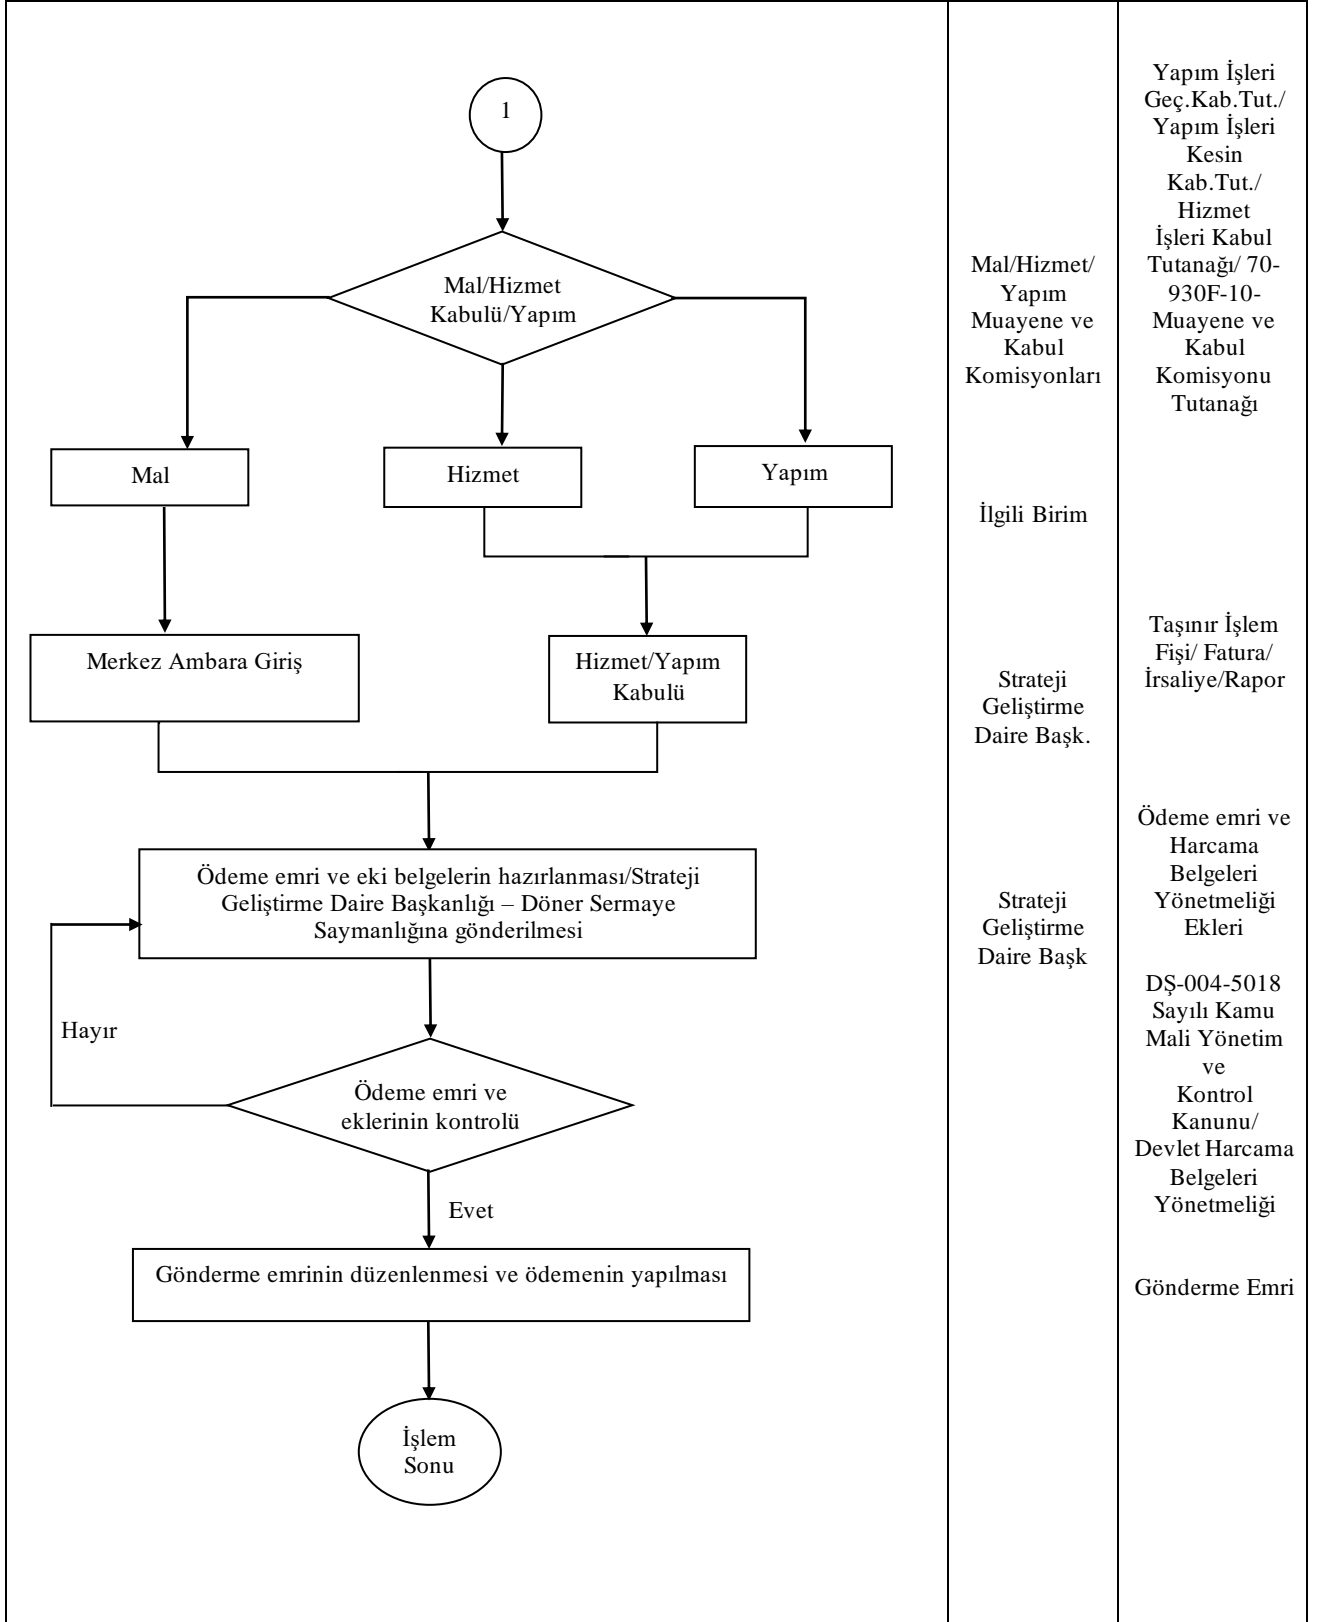 1
Mal/Hizmet
Kabulü/Yapım
Mal
Hizmet
Yapım
Merkez Ambara Giriş
Hizmet/Yapım
Kabulü
Ödeme emri ve eki belgelerin hazırlanması/Strateji
Geliştirme Daire Başkanlığı – Döner Sermaye
Saymanlığına gönderilmesi
Hayır
Ödeme emri ve
eklerinin kontrolü
Evet
Gönderme emrinin düzenlenmesi ve ödemenin yapılması
İşlem
Sonu
Mal/Hizmet/
Yapım
Muayene ve
Kabul
Komisyonları
İlgili Birim
Strateji
Geliştirme
Daire Başk.
Strateji
Geliştirme
Daire Başk
Yapım İşleri
Geç.Kab.Tut./
Yapım İşleri
Kesin
Kab.Tut./
Hizmet
İşleri Kabul
Tutanağı/ 70-
930F-10-
Muayene ve
Kabul
Komisyonu
Tutanağı
Taşınır İşlem
Fişi/ Fatura/
İrsaliye/Rapor
Ödeme emri ve
Harcama
Belgeleri
Yönetmeliği
Ekleri
DŞ-004-5018
Sayılı Kamu
Mali Yönetim
ve
Kontrol
Kanunu/
Devlet Harcama
Belgeleri
Yönetmeliği
Gönderme Emri